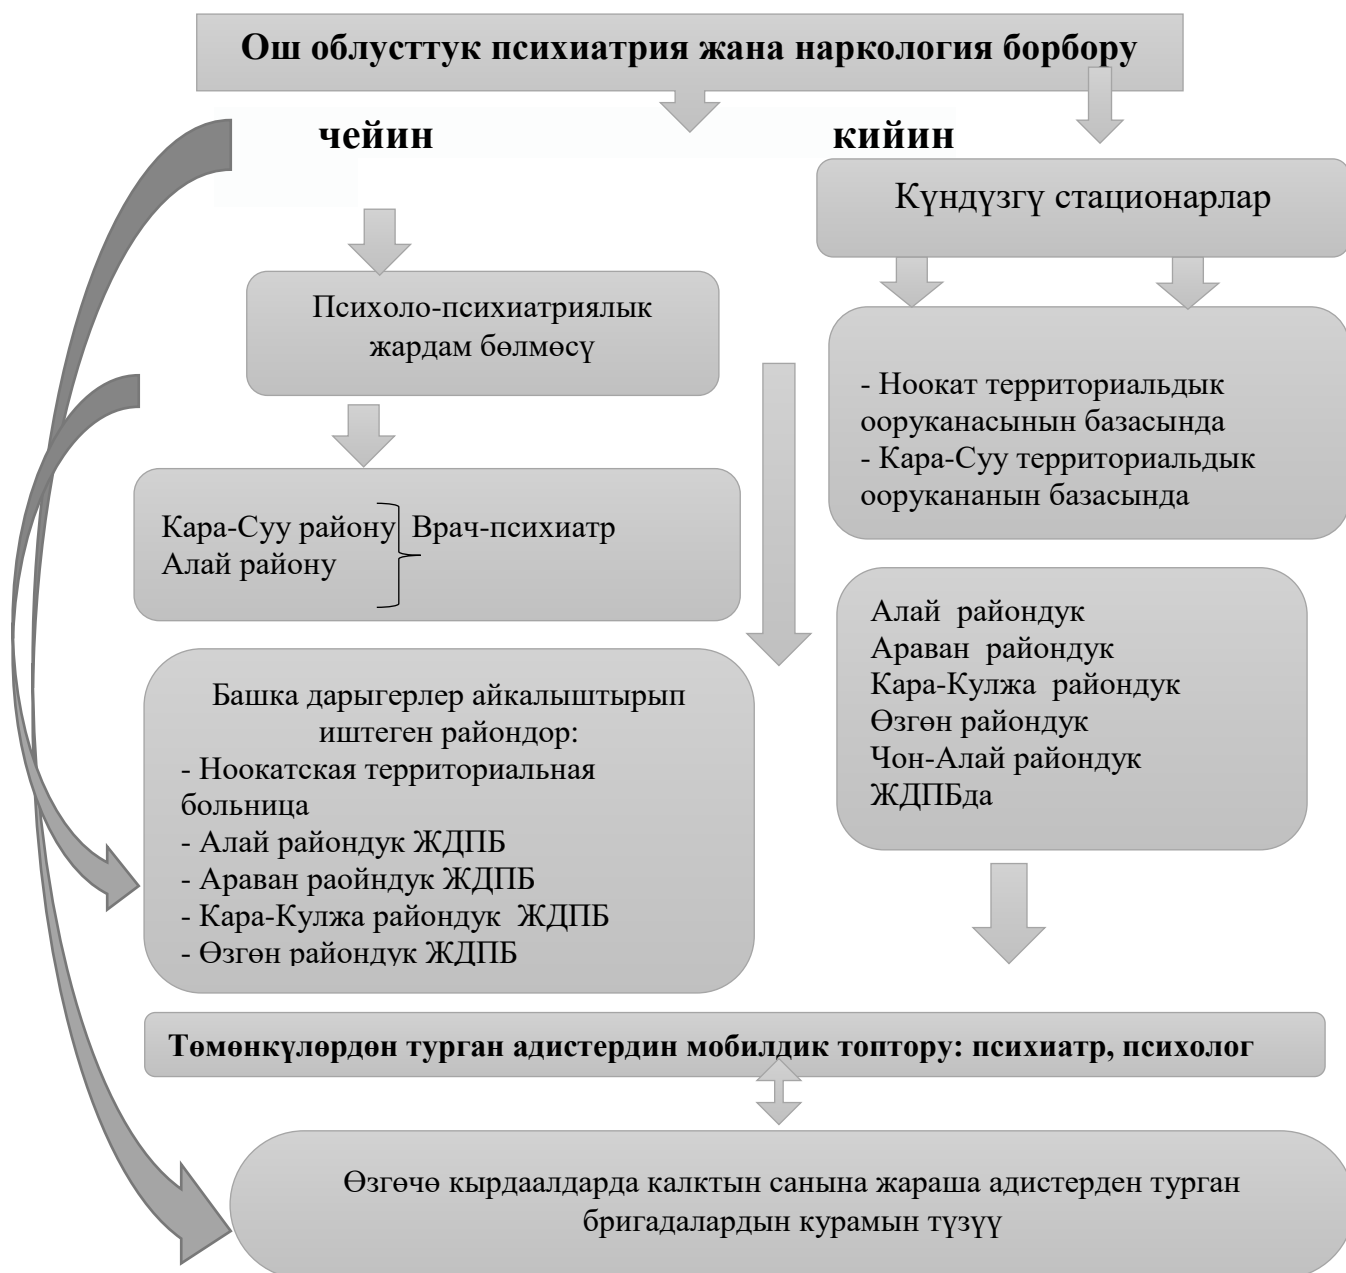 Ош облусттук психиатрия жана наркология борбору
чейин
кийин
Күндүзгү стационарлар
Психоло-психиатриялык
жардам бөлмөсү
- Ноокат территориальдык
ооруканасынын базасында
- Кара-Суу территориальдык
оорукананын базасында
Кара-Суу району Врач-психиатр
Алай району
Алай  райондук
Араван  райондук
Кара-Кулжа  райондук
Өзгөн райондук
Чон-Алай райондук
ЖДПБда
Башка дарыгерлер айкалыштырып
иштеген райондор:
- Ноокатская территориальная
больница
- Алай райондук ЖДПБ
- Араван раойндук ЖДПБ
- Кара-Кулжа райондук  ЖДПБ
- Өзгөн райондук ЖДПБ
Төмөнкүлөрдөн турган адистердин мобилдик топтору: психиатр, психолог
Өзгөчө кырдаалдарда калктын санына жараша адистерден турган
бригадалардын курамын түзүү